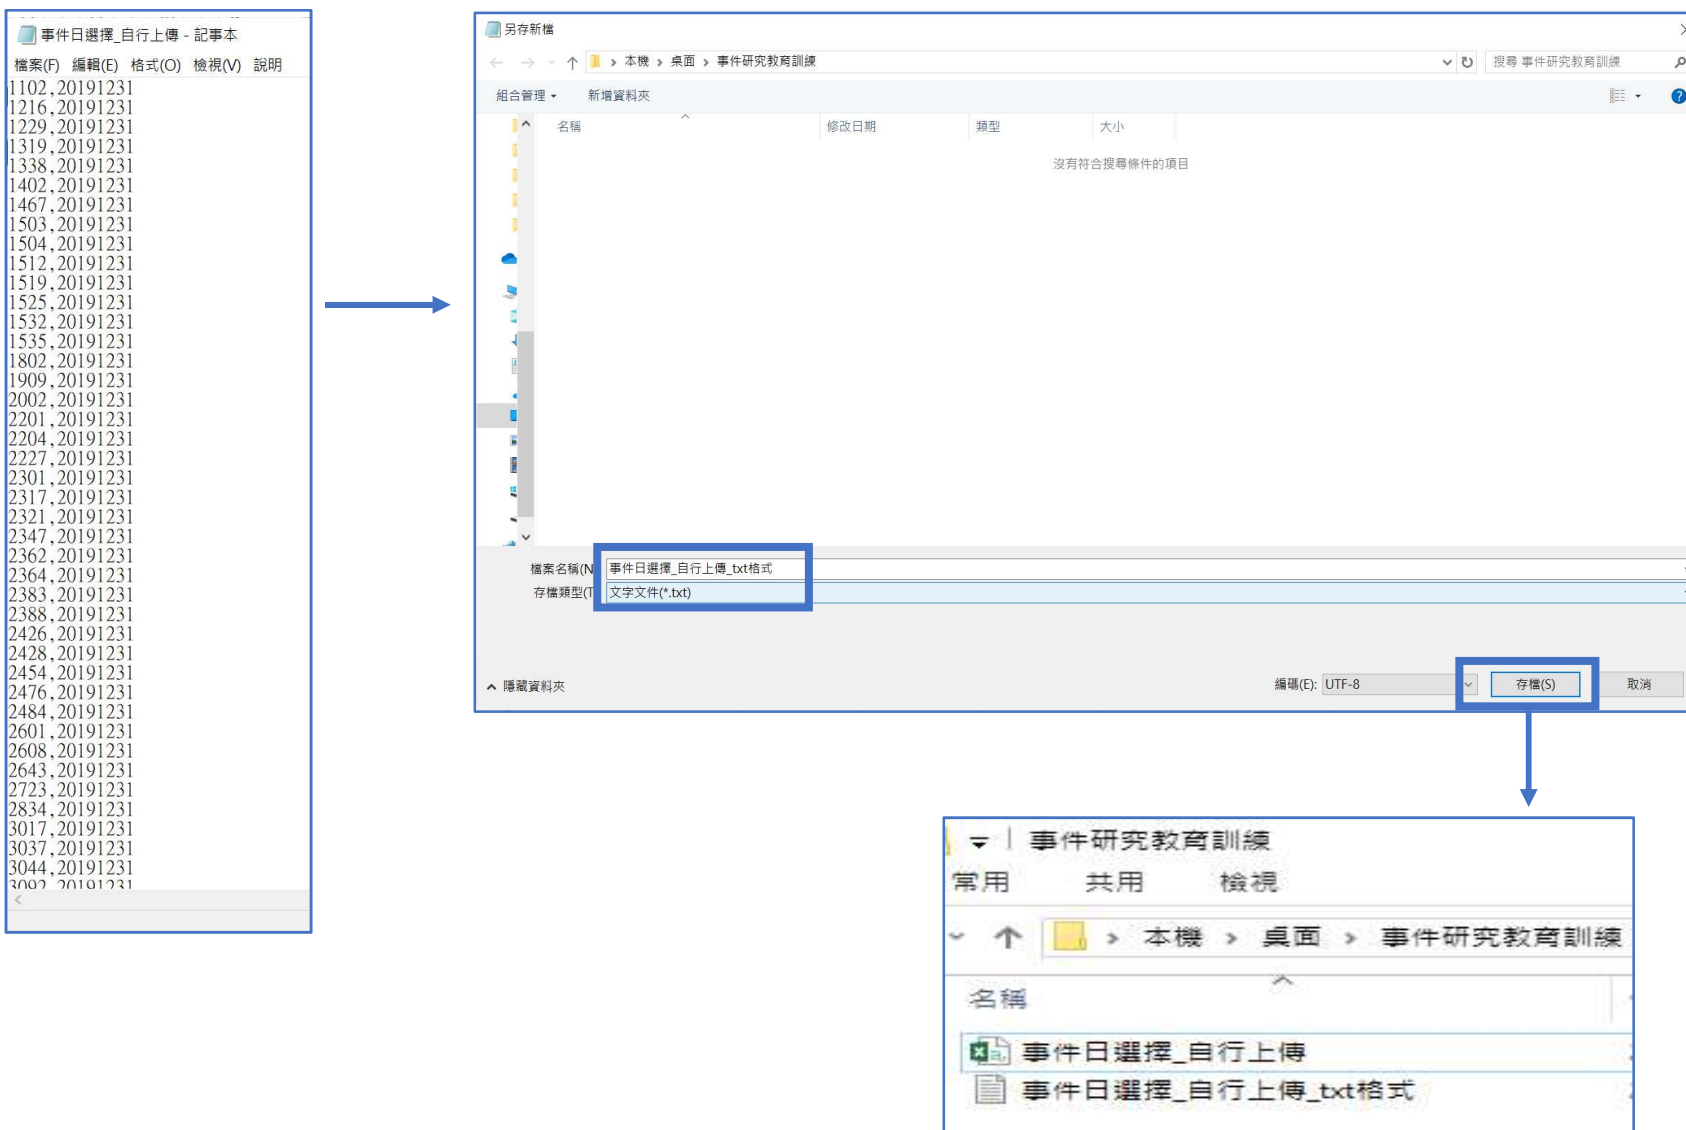 事件日選擇_自行上傳 - 記事本
檔案(F) 編輯(E) 格式(O) 檢視(V) 說明
1102,20191231
1216,20191231
1229,20191231
1319,20191231
1338,20191231
1402,20191231
1467,20191231
1503,20191231
1504,20191231
1512,20191231
1519,20191231
1525,20191231
1532,20191231
1535,20191231
1802,20191231
1909,20191231
2002,20191231
2201,20191231
2204,20191231
2227,20191231
2301,20191231
2317,20191231
2321,20191231
2347,20191231
2362,20191231
2364,20191231
2383,20191231
2388,20191231
2426,20191231
2428,20191231
2454,20191231
2476,20191231
2484,20191231
2601,20191231
2608,20191231
2643,20191231
2723,20191231
2834,20191231
3017,20191231
3037,20191231
3044,20191231
3092,20191231
另存新檔
本機 › 桌面 › 事件研究教育訓練
搜尋 事件研究教育訓練
組合管理 新增資料夾
名稱 修改日期 類型 大小
沒有符合搜尋條件的項目
檔案名稱(N 事件日選擇_自行上傳_txt格式
存檔類型(T 文字文件(*.txt)
隱藏資料夾 編碼(E): UTF-8 存檔(S) 取消
事件研究教育訓練
常用 共用 檢視
本機 › 桌面 › 事件研究教育訓練
名稱
事件日選擇_自行上傳
事件日選擇_自行上傳_txt格式